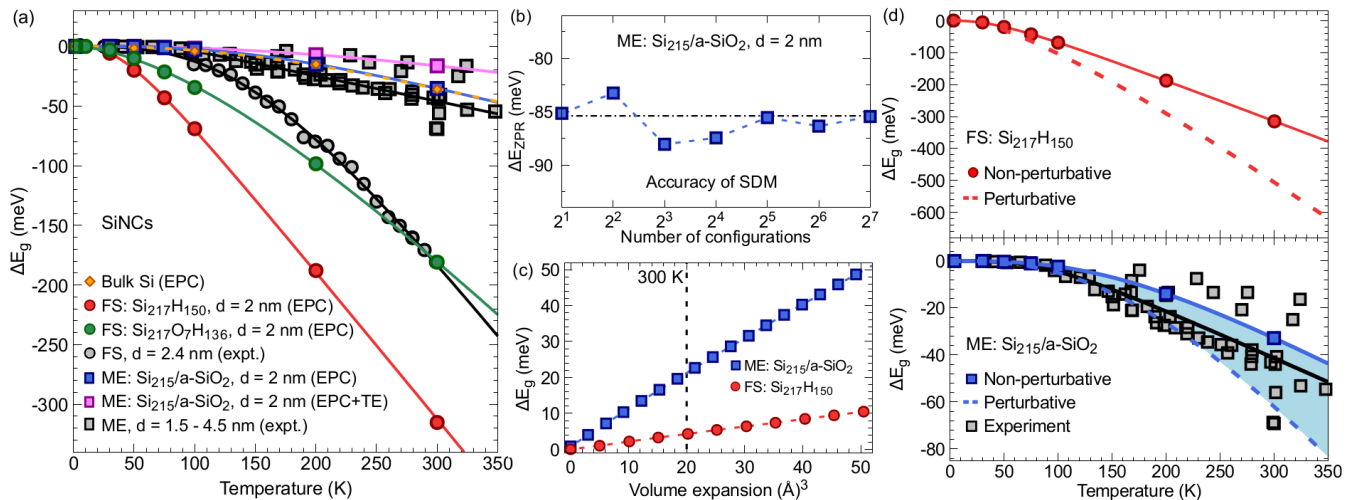 (a)
0
-50
-100
-150
-200
-250
-300
ΔEg (meV)
SiNCs
Bulk Si (EPC)
FS: Si217H150, d = 2 nm (EPC)
FS: Si217O7H136, d = 2 nm (EPC)
FS, d = 2.4 nm (expt.)
ME: Si215/a-SiO2, d = 2 nm (EPC)
ME: Si215/a-SiO2, d = 2 nm (EPC+TE)
ME, d = 1.5 - 4.5 nm (expt.)
0 50 100 150 200 250 300 350
Temperature (K)
(b)
ME: Si215/a-SiO2, d = 2 nm
-80
-85
-90
ΔEZPR (meV)
Accuracy of SDM
2^1 2^2 2^3 2^4 2^5 2^6 2^7
Number of configurations
(c)
300 K
50
40
30
20
10
0
ΔEg (meV)
ME: Si215/a-SiO2
FS: Si217H150
0 10 20 30 40 50
Volume expansion (Å)^3
(d)
0
-100
-200
-300
-400
-500
-600
ΔEg (meV)
FS: Si217H150
Non-perturbative
Perturbative
0
-20
-40
-60
-80
ΔEg (meV)
ME: Si215/a-SiO2
Non-perturbative
Perturbative
Experiment
0 50 100 150 200 250 300 350
Temperature (K)